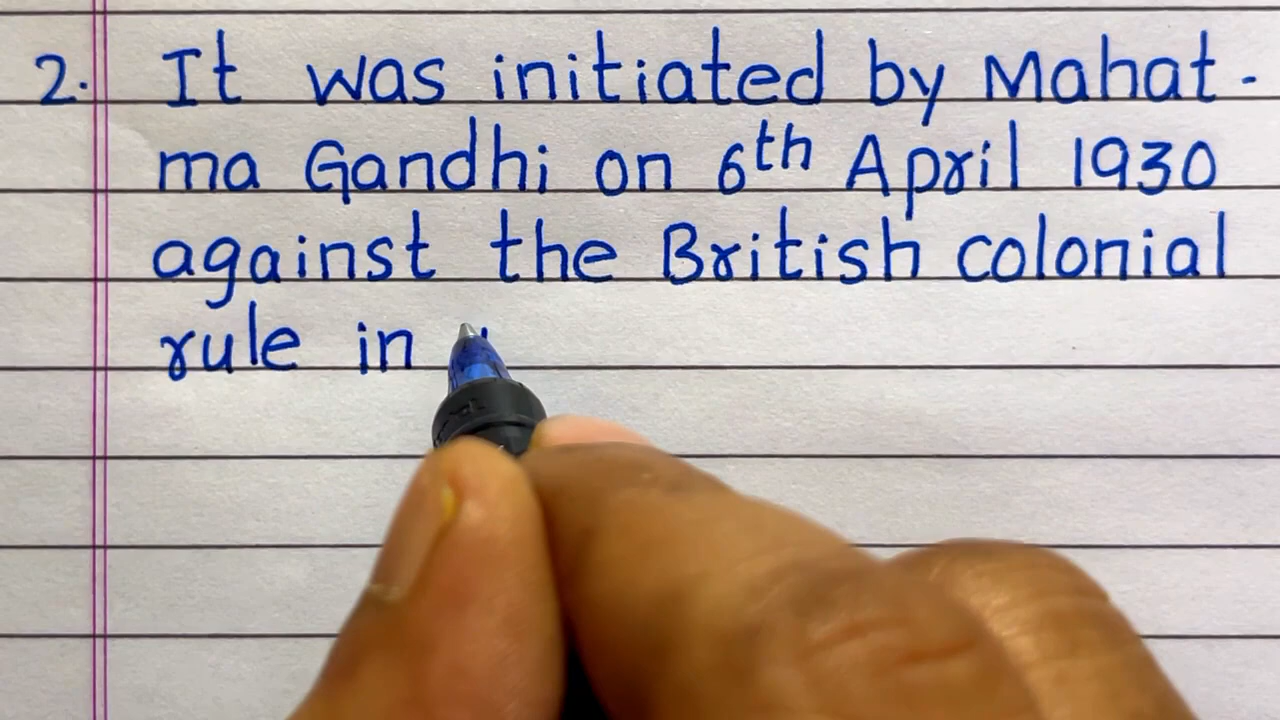 2. It was initiated by Mahat-
ma Gandhi on 6th April 1930
against the British colonial
rule in